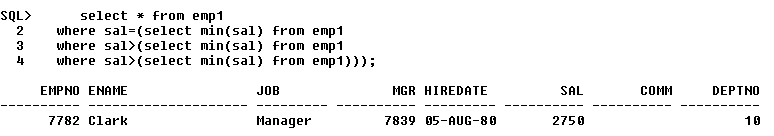 SQL> select * from emp1
2 where sal=(select min(sal) from emp1
3 where sal>(select min(sal) from emp1
4 where sal>(select min(sal) from emp1)));
EMPNO ENAME JOB MGR HIREDATE SAL COMM DEPTNO
---------- -------------------- ---------- ---------- --------- ---------- ---------- ----------
7782 Clark Manager 7839 05-AUG-80 2750 10